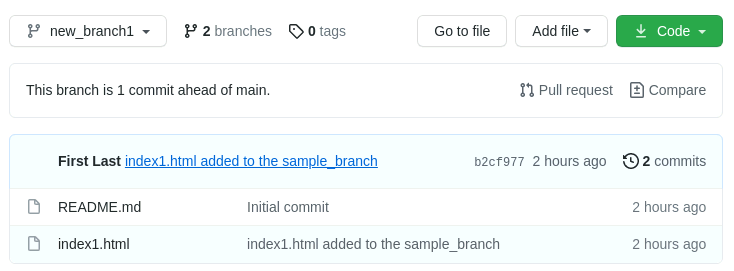 new_branch1 2 branches 0 tags Go to file Add file Code
This branch is 1 commit ahead of main. Pull request Compare
First Last index1.html added to the sample_branch b2cf977 2 hours ago 2 commits
README.md Initial commit 2 hours ago
index1.html index1.html added to the sample_branch 2 hours ago